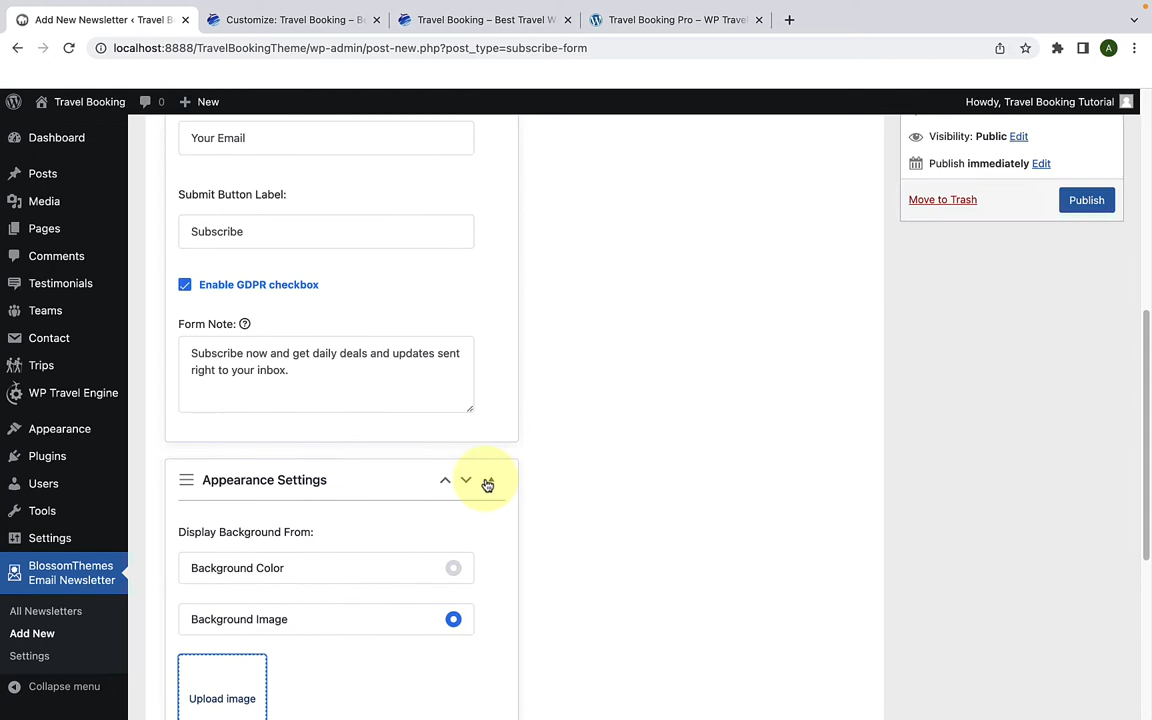 Add New Newsletter ‹ Travel B
Customize: Travel Booking – Be
Travel Booking – Best Travel W
Travel Booking Pro – WP Trave
localhost:8888/TravelBookingTheme/wp-admin/post-new.php?post_type=subscribe-form
A
Travel Booking
0
New
Howdy, Travel Booking Tutorial
Dashboard
Posts
Media
Pages
Comments
Testimonials
Teams
Contact
Trips
WP Travel Engine
Appearance
Plugins
Users
Tools
Settings
BlossomThemes
Email Newsletter
All Newsletters
Add New
Settings
Collapse menu
Your Email
Submit Button Label:
Subscribe
Enable GDPR checkbox
Form Note:
Subscribe now and get daily deals and updates sent
right to your inbox.
Appearance Settings
Display Background From:
Background Color
Background Image
Upload image
Visibility: Public Edit
Publish immediately Edit
Move to Trash
Publish